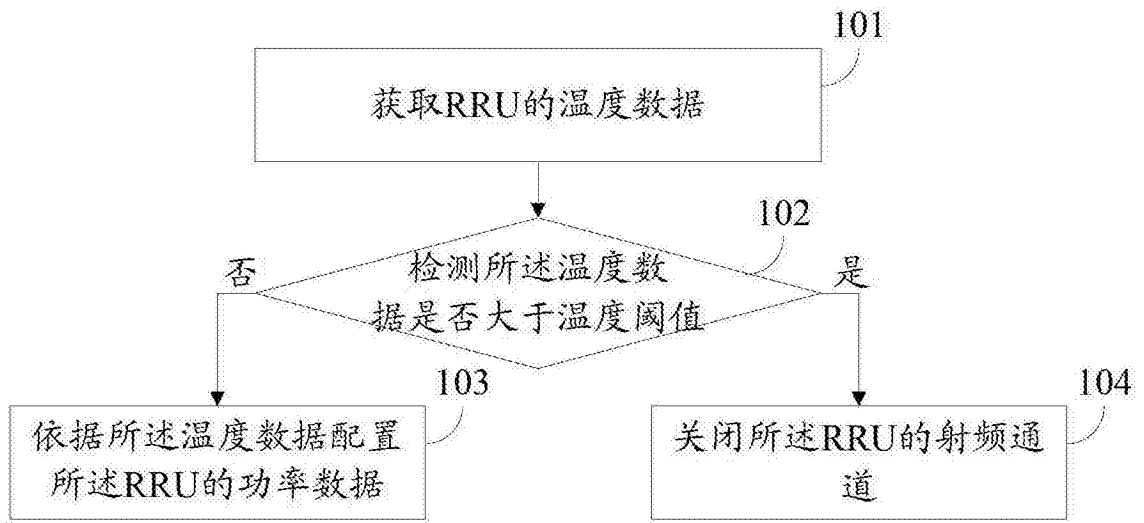 101
获取RRU的温度数据
102
否
检测所述温度数
据是否大于温度阈值
是
103
依据所述温度数据配置
所述RRU的功率数据
104
关闭所述RRU的射频通
道